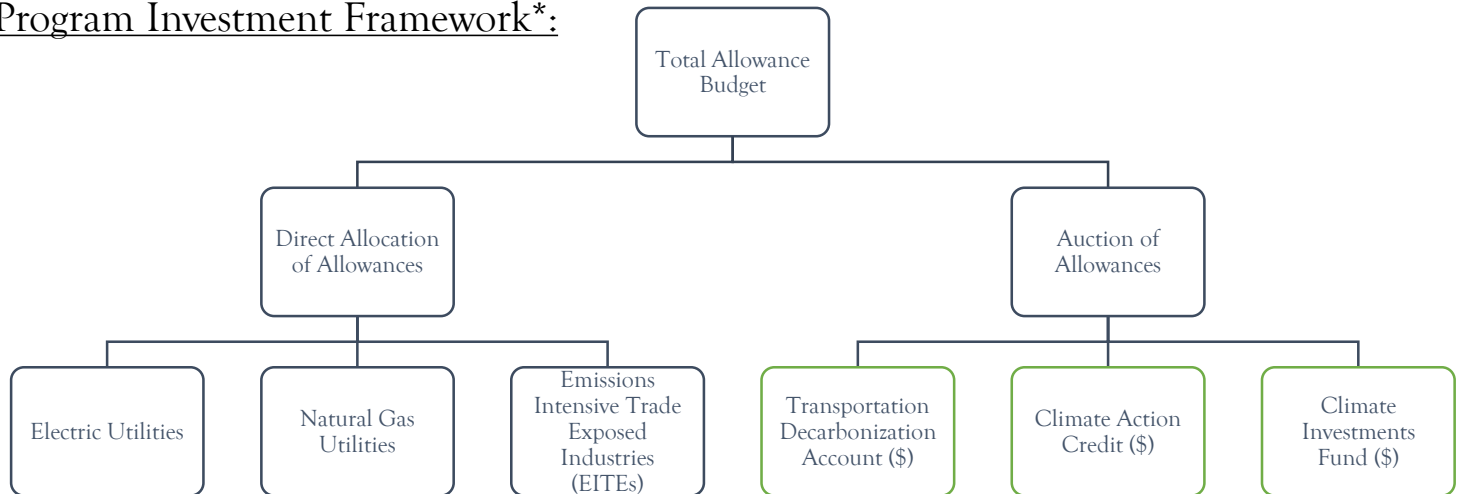 Program Investment Framework*:
Total Allowance
Budget
Direct Allocation
of Allowances
Auction of
Allowances
Electric Utilities
Natural Gas
Utilities
Emissions
Intensive Trade
Exposed
Industries
(EITEs)
Transportation
Decarbonization
Account ($)
Climate Action
Credit ($)
Climate
Investments
Fund ($)